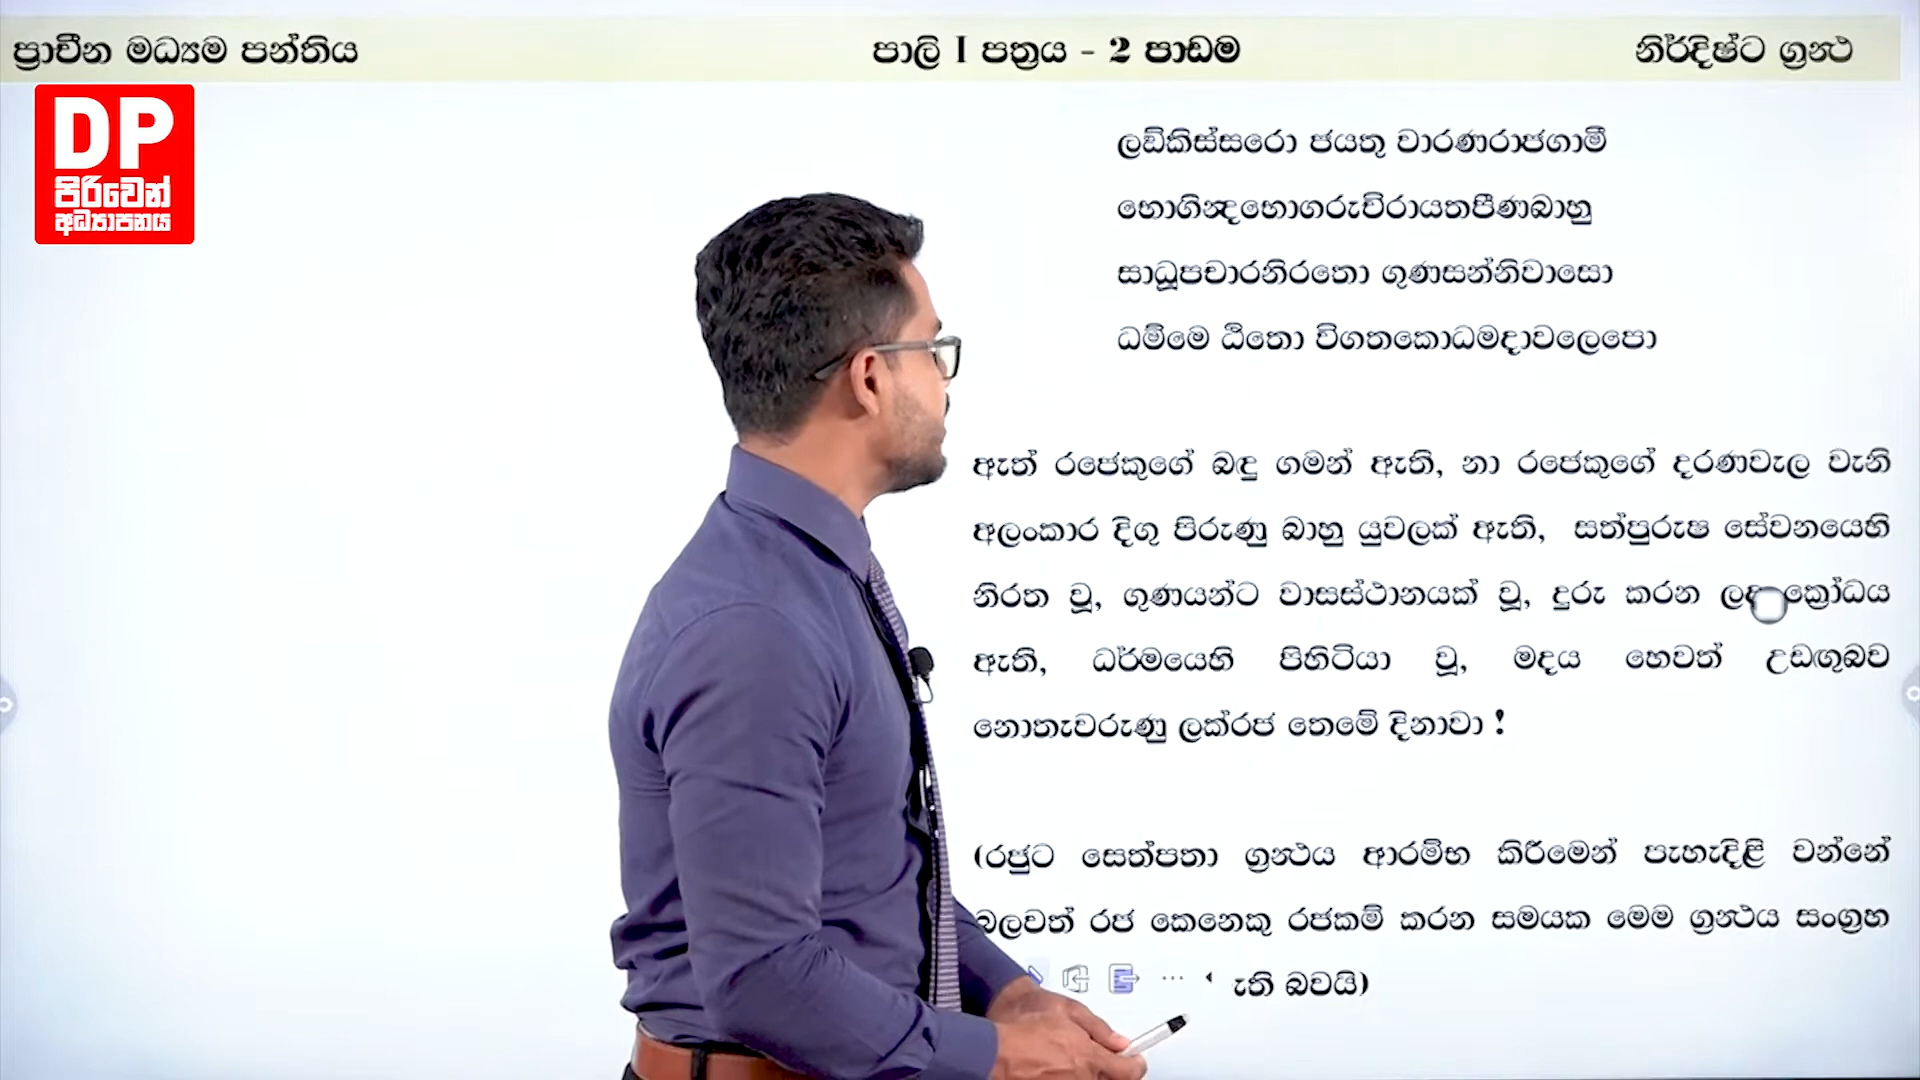 ප්‍රාචීන මධ්‍යම පන්තිය
පාලි I පත්‍රය - 2 පාඩම
නිර්දිෂ්ට ග්‍රන්‍ථ
DP
පිරිවෙන්
අධ්‍යාපනය
ලඞ්කිස්සරො ජයතු වාරණරාජගාමී
භොගින්‍දභොගරුචිරායතපීණබාහු
සාධූපචාරනිරතො ගුණසන්නිවාසො
ධම්මෙ ඨිතො විගතකොධමදාවලෙපො
ඇත් රජෙකුගේ බඳු ගමන් ඇති, නා රජෙකුගේ දරණවැල වැනි
අලංකාර දිගු පිරුණු බාහු යුවලක් ඇති, සත්පුරුෂ සේවනයෙහි
නිරත වූ, ගුණයන්ට වාසස්ථානයක් වූ, දුරු කරන ලද ක්‍රෝධය
ඇති, ධර්මයෙහි පිහිටියා වූ, මදය හෙවත් උඩඟුබව
නොතැවරුණු ලක්රජ තෙමේ දිනාවා !
(රජුට සෙත්පතා ග්‍රන්‍ථය ආරම්භ කිරීමෙන් පැහැදිළි වන්නේ
බලවත් රජ කෙනෙකු රජකම් කරන සමයක මෙම ග්‍රන්‍ථය සංග්‍රහ
ැති බවයි)